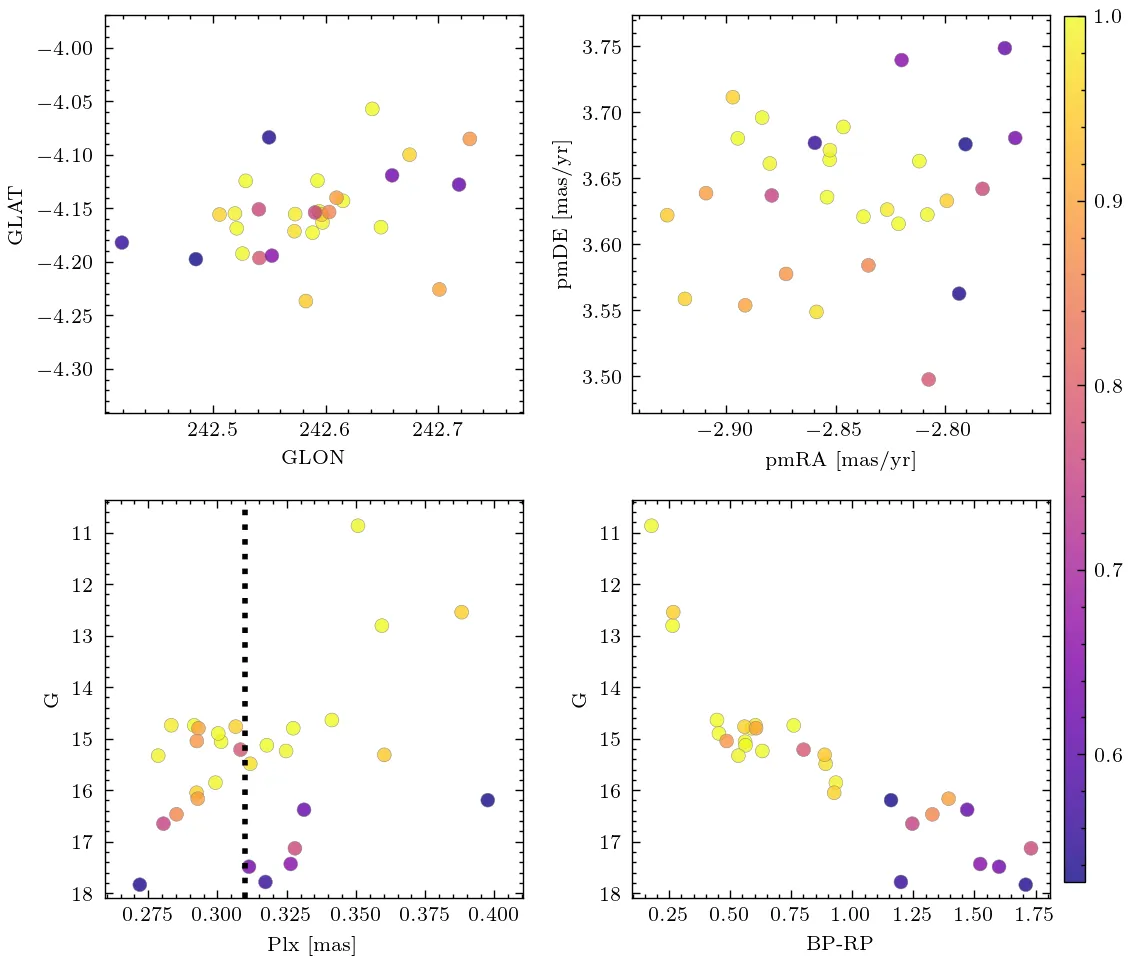 −4.00
−4.05
−4.10
−4.15
−4.20
−4.25
−4.30
GLAT
242.5 242.6 242.7
GLON
3.75
3.70
3.65
3.60
3.55
3.50
pmDE [mas/yr]
−2.90 −2.85 −2.80
pmRA [mas/yr]
1.0
0.9
0.8
0.7
0.6
11
12
13
14
15
16
17
18
G
0.275 0.300 0.325 0.350 0.375 0.400
Plx [mas]
11
12
13
14
15
16
17
18
G
0.25 0.50 0.75 1.00 1.25 1.50 1.75
BP-RP